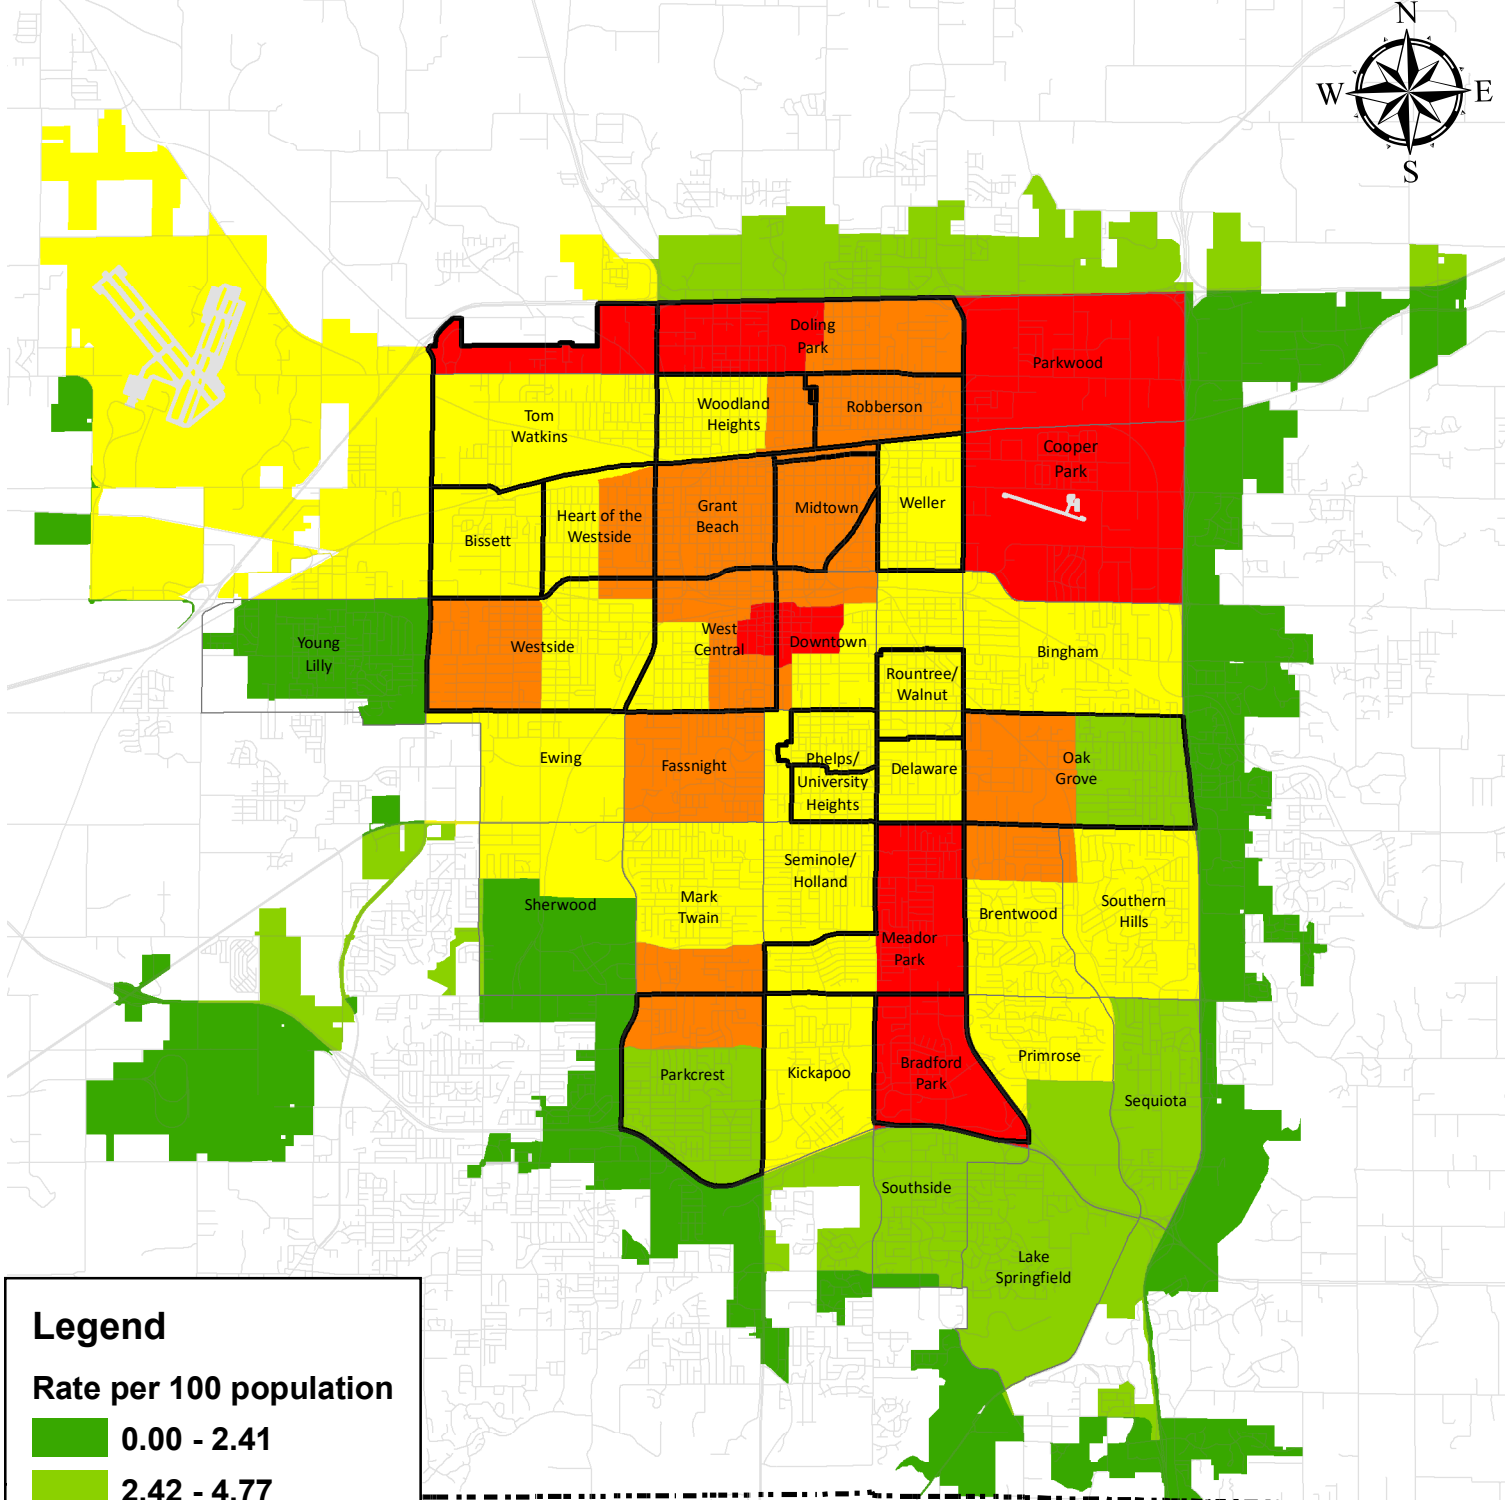 N
W E
S
Doling
Park
Parkwood
Tom
Watkins
Woodland
Heights
Robberson
Cooper
Park
Bissett
Heart of the
Westside
Grant
Beach
Midtown
Weller
Young
Lilly
Westside
West
Central
Downtown
Bingham
Rountree/
Walnut
Ewing
Fassnight
Phelps/
University
Heights
Delaware
Oak
Grove
Seminole/
Holland
Sherwood
Mark
Twain
Brentwood
Southern
Hills
Meador
Park
Parkcrest
Kickapoo
Bradford
Park
Primrose
Sequiota
Southside
Lake
Springfield
Legend
Rate per 100 population
0.00 - 2.41
2.42 - 4.77